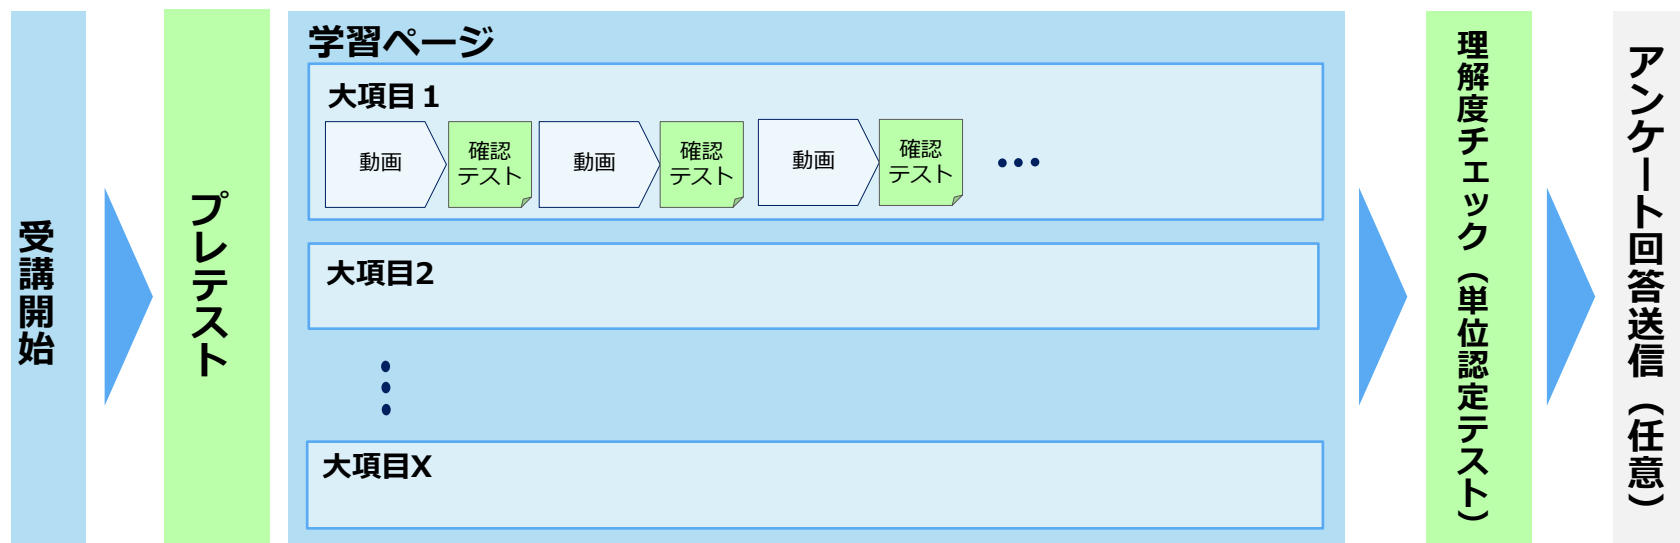 受講開始
プレテスト
学習ページ
大項目１
動画
確認
テスト
動画
確認
テスト
動画
確認
テスト
•••
大項目2
大項目X
理解度チェック（単位認定テスト）
アンケート回答送信（任意）